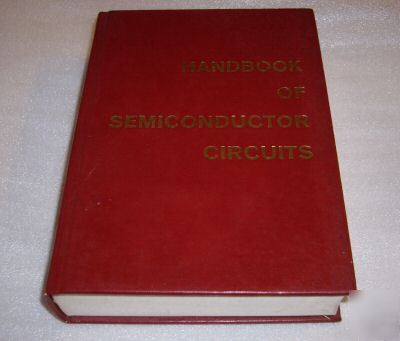 HANDBOOK
OF
SEMICONDUCTOR
CIRCUITS